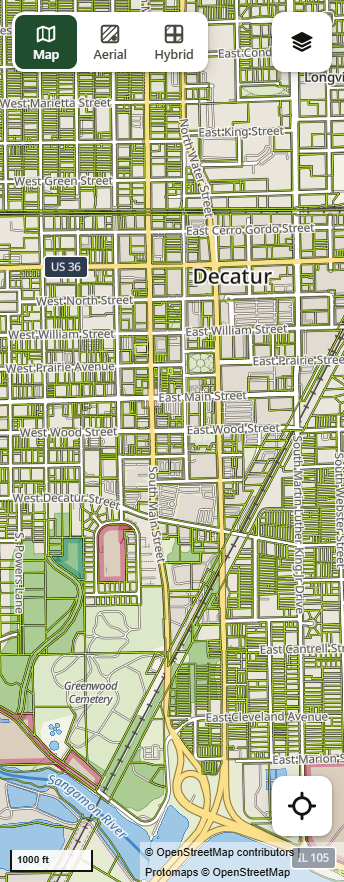 Map
Aerial
Hybrid
East Cond
Longvi
West Marietta Street
East King Street
North Water Street
West Green Street
East Cerro Gordo Street
US 36
Decatur
West North Street
West William Street
East William Street
West Prairie Avenue
East Prairie Stree
East Main Street
West Wood Street
East Wood Street
West Decatur Street
South Main Street
South Martin Luther King Jr Drive
South Webster Street
S Powers Lane
East Cantrell Str
Greenwood
Cemetery
East Cleveland Avenue
East Marion S
Sangamon River
1000 ft
IL 105
© OpenStreetMap contributors
Protomaps © OpenStreetMap